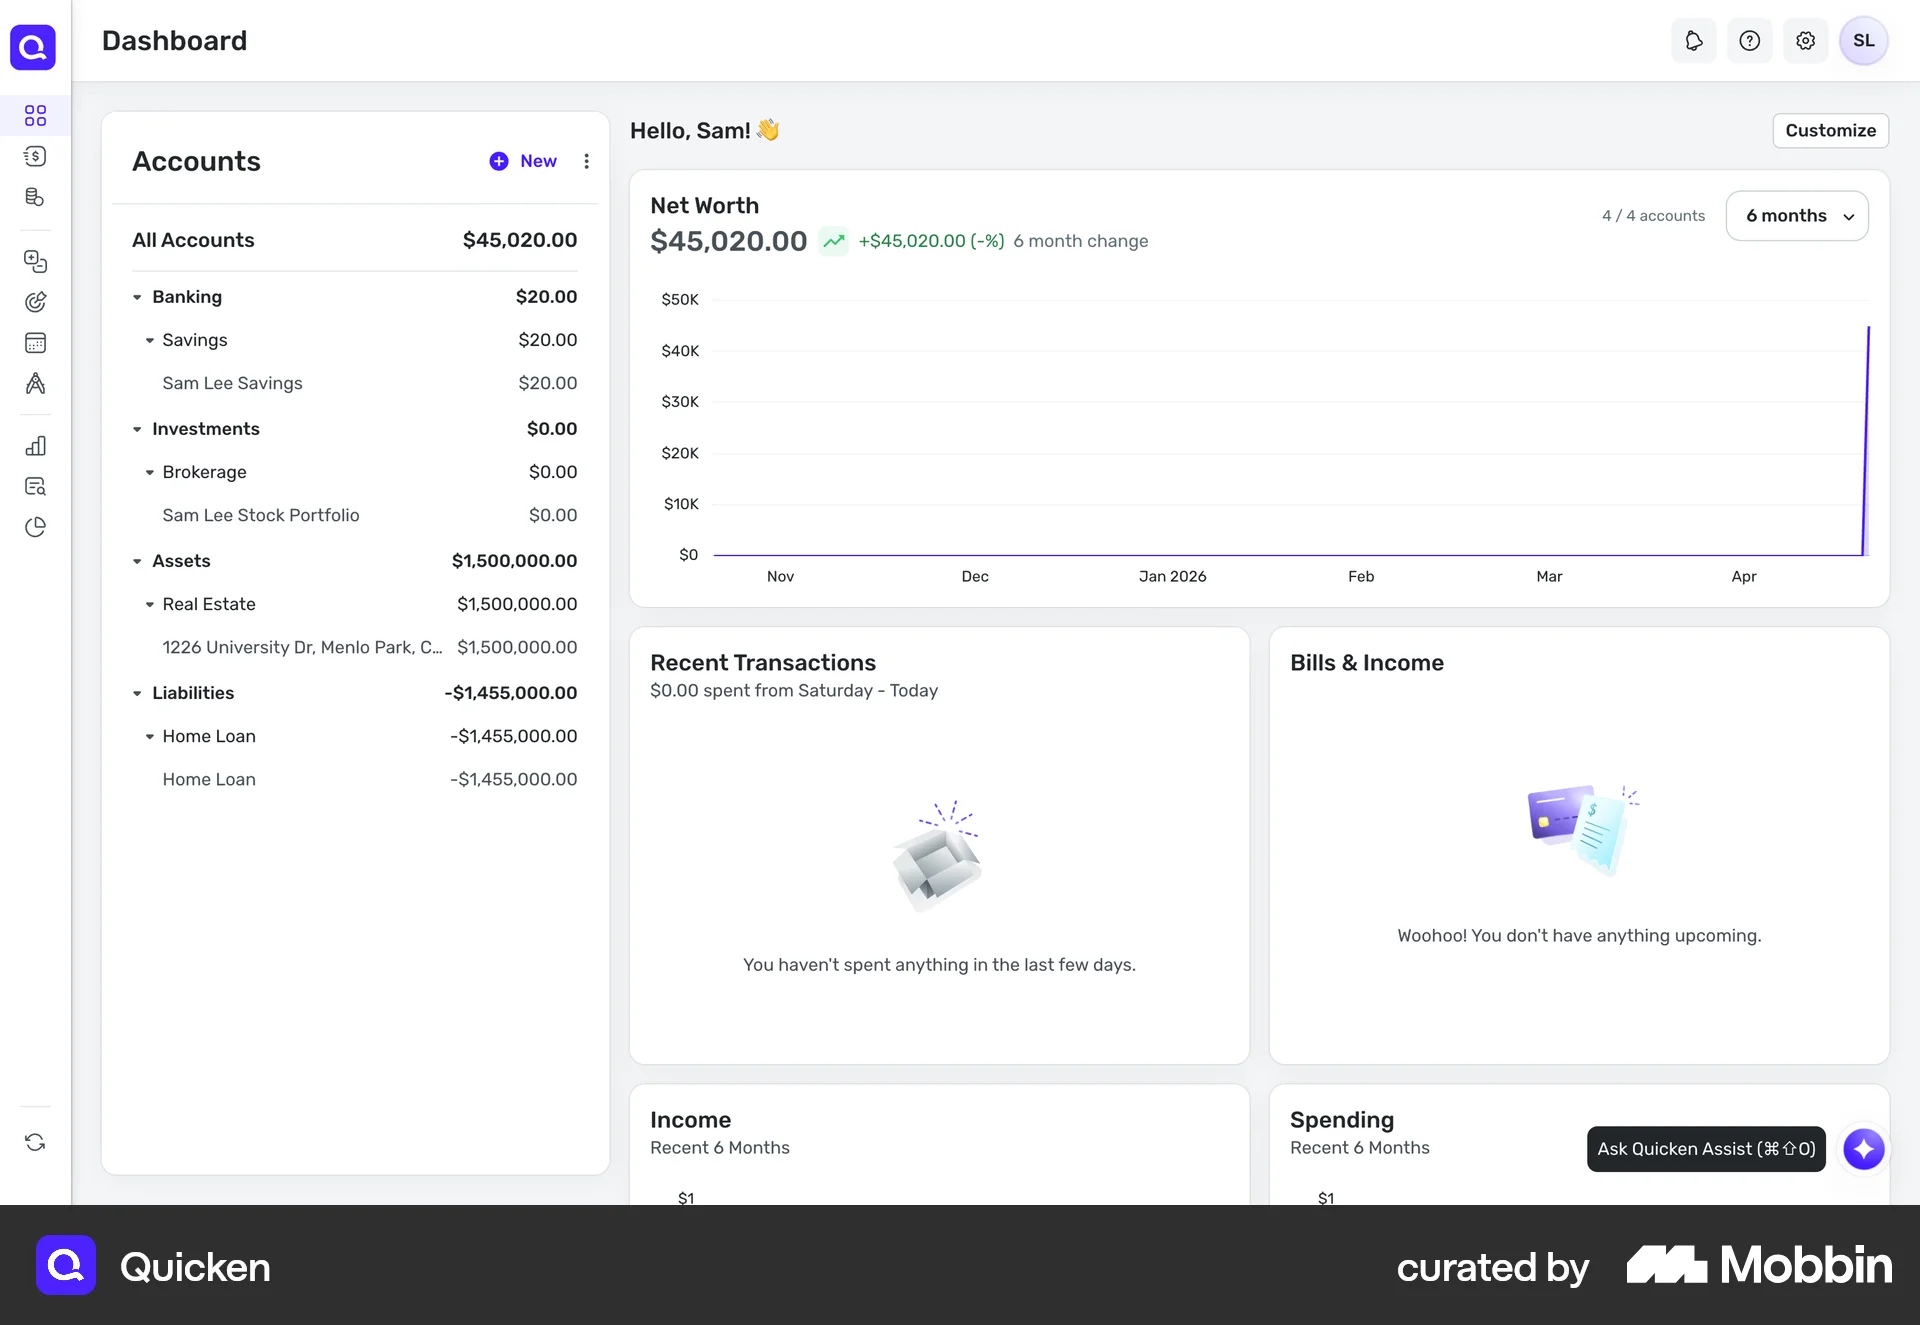 Dashboard
SL
Accounts
New
All Accounts $45,020.00
Banking $20.00
Savings $20.00
Sam Lee Savings $20.00
Investments $0.00
Brokerage $0.00
Sam Lee Stock Portfolio $0.00
Assets $1,500,000.00
Real Estate $1,500,000.00
1226 University Dr, Menlo Park, C... $1,500,000.00
Liabilities -$1,455,000.00
Home Loan -$1,455,000.00
Home Loan -$1,455,000.00
Hello, Sam! 👋
Customize
Net Worth
$45,020.00 +$45,020.00 (-%) 6 month change
4 / 4 accounts
6 months
$50K
$40K
$30K
$20K
$10K
$0
Nov Dec Jan 2026 Feb Mar Apr
Recent Transactions
$0.00 spent from Saturday - Today
You haven't spent anything in the last few days.
Bills & Income
$
Woohoo! You don't have anything upcoming.
Income
Recent 6 Months
$1
Spending
Recent 6 Months
$1
Ask Quicken Assist (⌘⇧O)
Quicken
curated by Mobbin